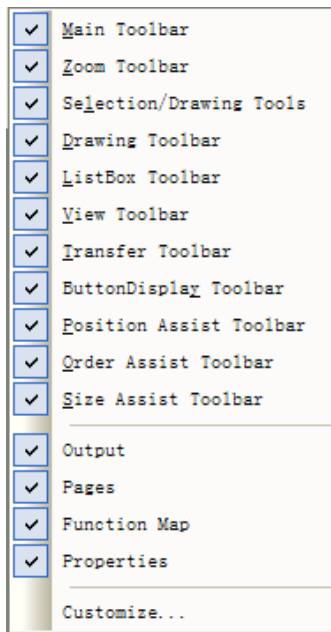 Main Toolbar
Zoom Toolbar
Selection/Drawing Tools
Drawing Toolbar
ListBox Toolbar
View Toolbar
Transfer Toolbar
ButtonDisplay Toolbar
Position Assist Toolbar
Order Assist Toolbar
Size Assist Toolbar
Output
Pages
Function Map
Properties
Customize...